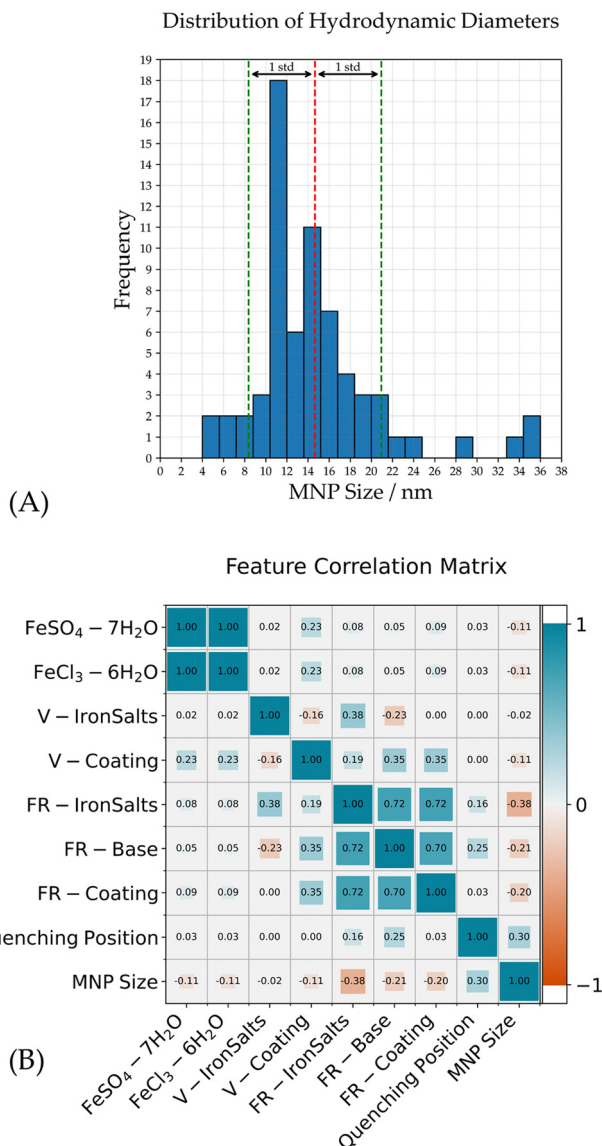 Distribution of Hydrodynamic Diameters
1 std 1 std
19
18
17
16
15
14
13
12
11
10
9
8
7
6
5
4
3
2
1
0
Frequency
0 2 4 6 8 10 12 14 16 18 20 22 24 26 28 30 32 34 36 38
MNP Size / nm
(A)
Feature Correlation Matrix
FeSO₄ − 7H₂O 1.00 1.00 0.02 0.23 0.08 0.05 0.09 0.03 -0.11
FeCl₃ − 6H₂O 1.00 1.00 0.02 0.23 0.08 0.05 0.09 0.03 -0.11
V − IronSalts 0.02 0.02 1.00 -0.16 0.38 -0.23 0.00 0.00 -0.02
V − Coating 0.23 0.23 -0.16 1.00 0.19 0.35 0.35 0.00 -0.11
FR − IronSalts 0.08 0.08 0.38 0.19 1.00 0.72 0.72 0.16 -0.38
FR − Base 0.05 0.05 -0.23 0.35 0.72 1.00 0.70 0.25 -0.21
FR − Coating 0.09 0.09 0.00 0.35 0.72 0.70 1.00 0.03 -0.20
uenching Position 0.03 0.03 0.00 0.00 0.16 0.25 0.03 1.00 0.30
MNP Size -0.11 -0.11 -0.02 -0.11 -0.38 -0.21 -0.20 0.30 1.00
1
0
−1
FeSO₄ − 7H₂O
FeCl₃ − 6H₂O
V − IronSalts
V − Coating
FR − IronSalts
FR − Base
FR − Coating
Quenching Position
MNP Size
(B)